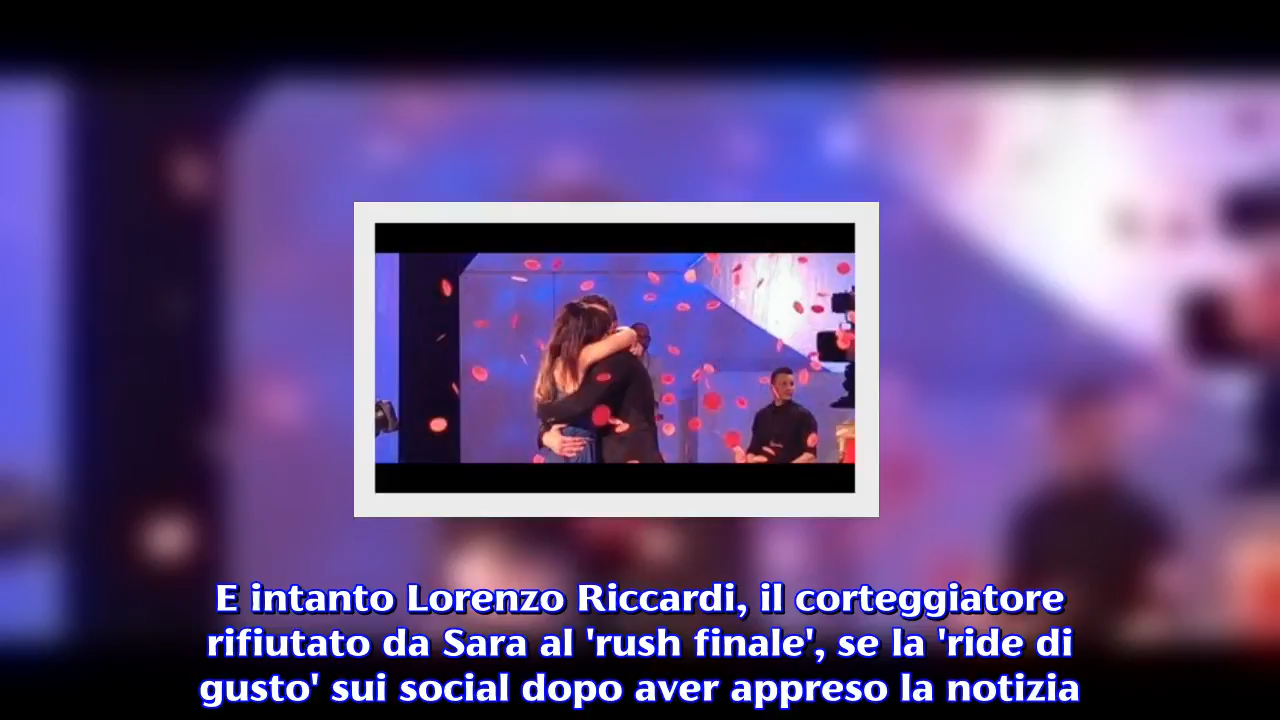 E intanto Lorenzo Riccardi, il corteggiatore
rifiutato da Sara al 'rush finale', se la 'ride di
gusto' sui social dopo aver appreso la notizia